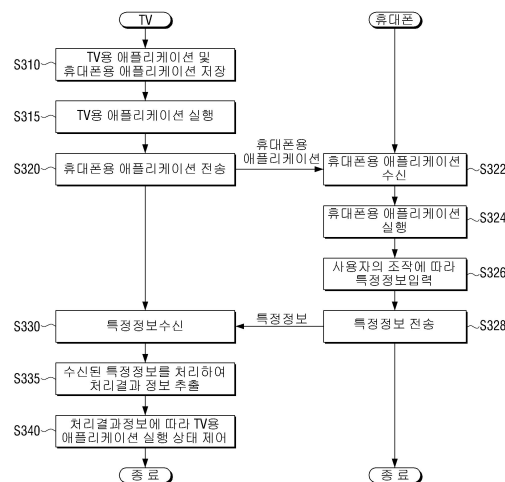 TV
휴대폰
S310
TV용 애플리케이션 및
휴대폰용 애플리케이션 저장
S315
TV용 애플리케이션 실행
S320
휴대폰용 애플리케이션 전송
휴대폰용
애플리케이션
휴대폰용 애플리케이션
수신
S322
휴대폰용 애플리케이션
실행
S324
사용자의 조작에 따라
특정정보입력
S326
S330
특정정보수신
특정정보
특정정보 전송
S328
S335
수신된 특정정보를 처리하여
처리결과 정보 추출
S340
처리결과정보에 따라 TV용
애플리케이션 실행 상태 제어
종료
종료